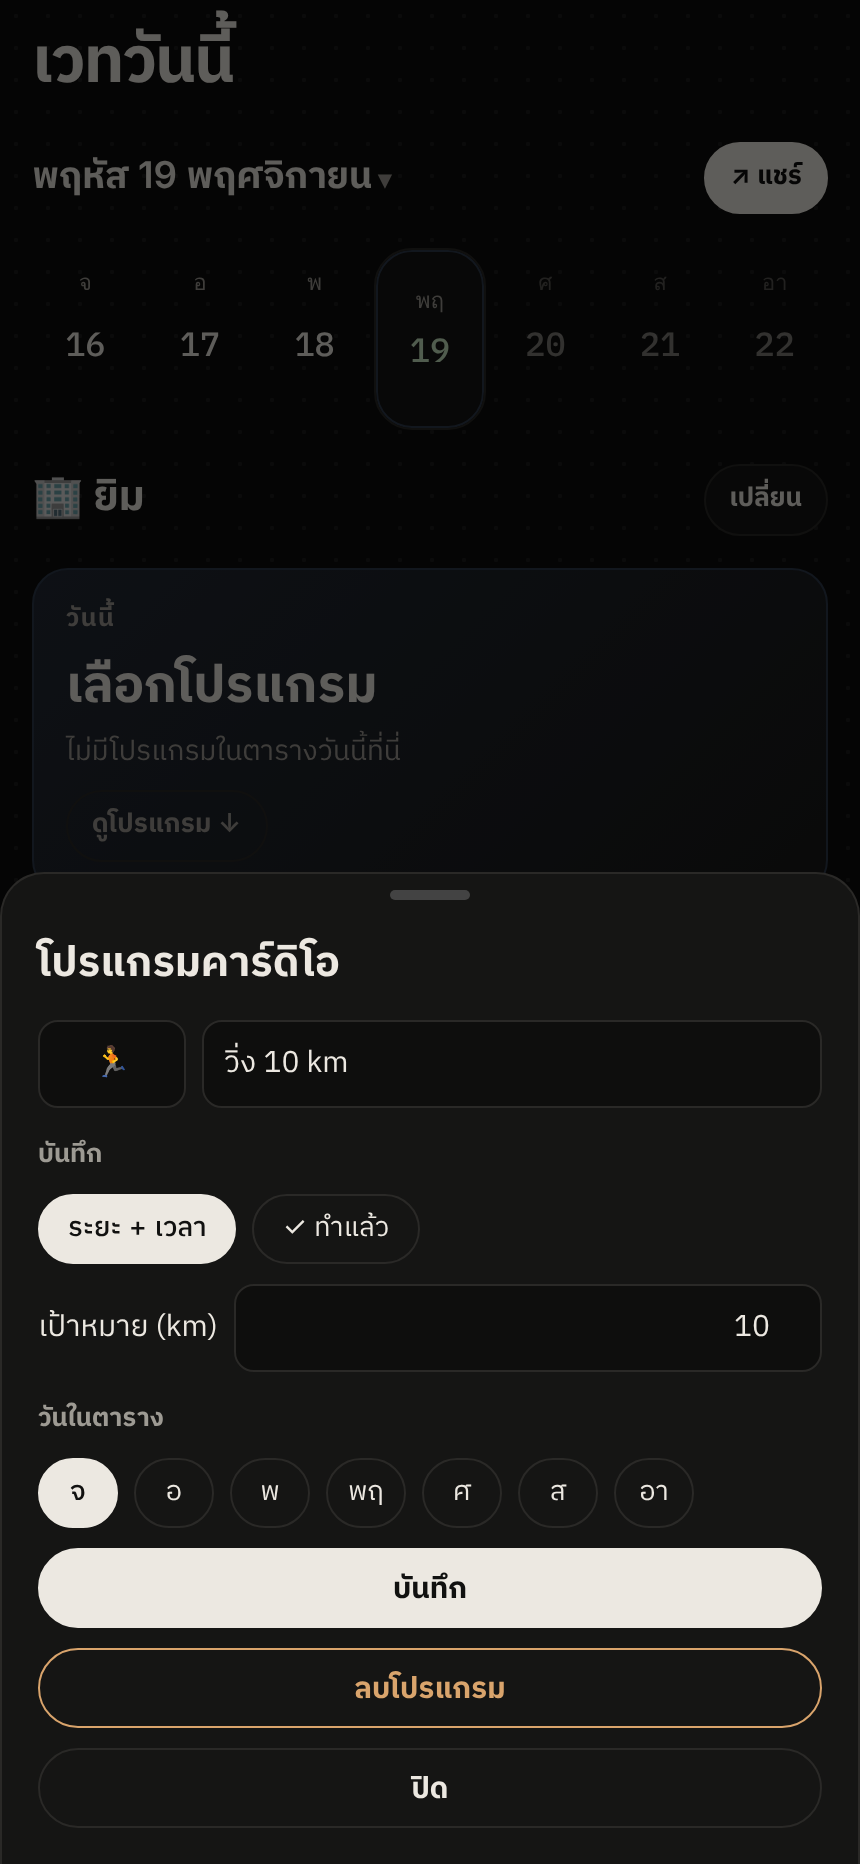 เวทวันนี้
พฤหัส 19 พฤศจิกายน ▾
↗ แชร์
จ อ พ พฤ ศ ส อา
16 17 18 19 20 21 22
🏢 ยิม
เปลี่ยน
วันนี้
เลือกโปรแกรม
ไม่มีโปรแกรมในตารางวันนี้ที่นี่
ดูโปรแกรม ↓
โปรแกรมคาร์ดิโอ
🏃 วิ่ง 10 km
บันทึก
ระยะ + เวลา ✓ ทำแล้ว
เป้าหมาย (km) 10
วันในตาราง
จ อ พ พฤ ศ ส อา
บันทึก
ลบโปรแกรม
ปิด